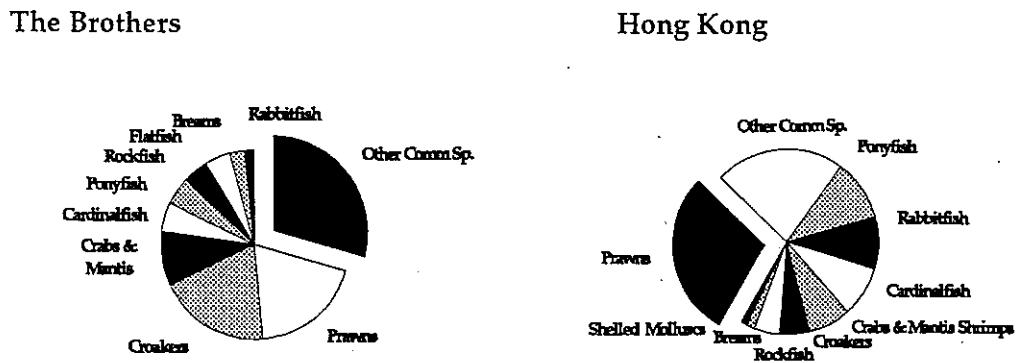 The Brothers
Hong Kong
Rabbitfish
Breams
Flatfish
Rockfish
Ponyfish
Cardinalfish
Crabs &
Mantis
Croakers
Prawns
Other Comm Sp.
Other Comm Sp.
Ponyfish
Rabbitfish
Cardinalfish
Crabs & Mantis Shrimps
Croakers
Rockfish
Breams
Shelled Molluscs
Prawns